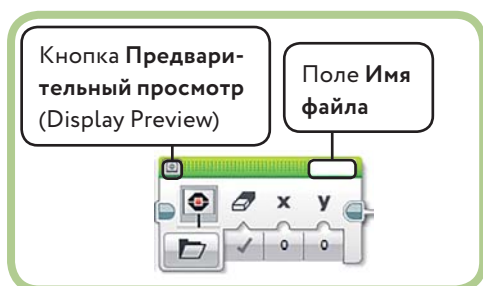 Кнопка Предвари-
тельный просмотр
(Display Preview)
Поле Имя
файла
x y
0 0